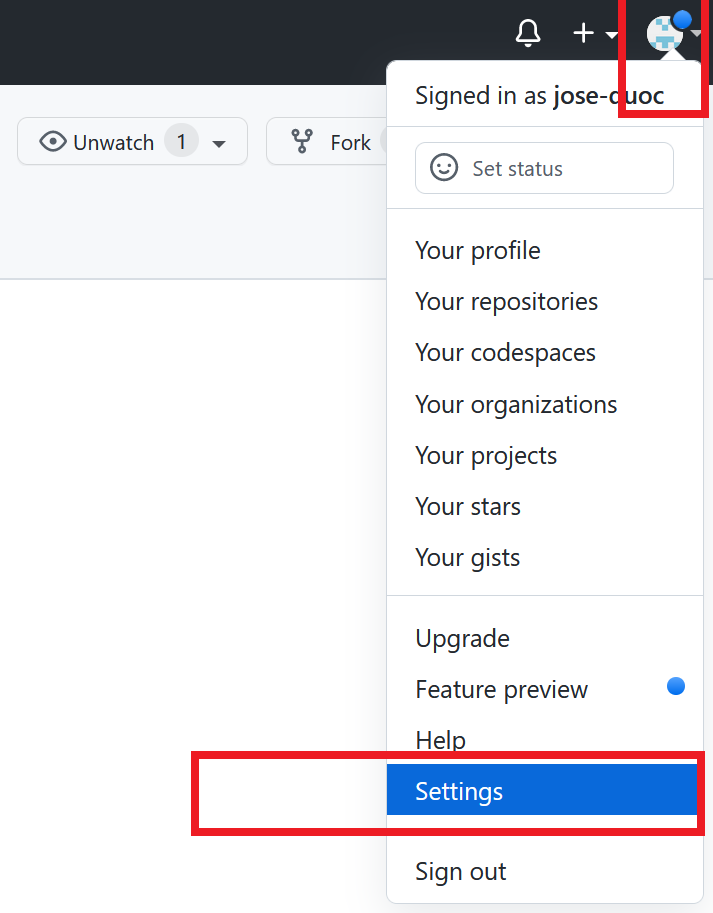 Signed in as jose-duoc
Unwatch 1
Fork
Set status
Your profile
Your repositories
Your codespaces
Your organizations
Your projects
Your stars
Your gists
Upgrade
Feature preview
Help
Settings
Sign out